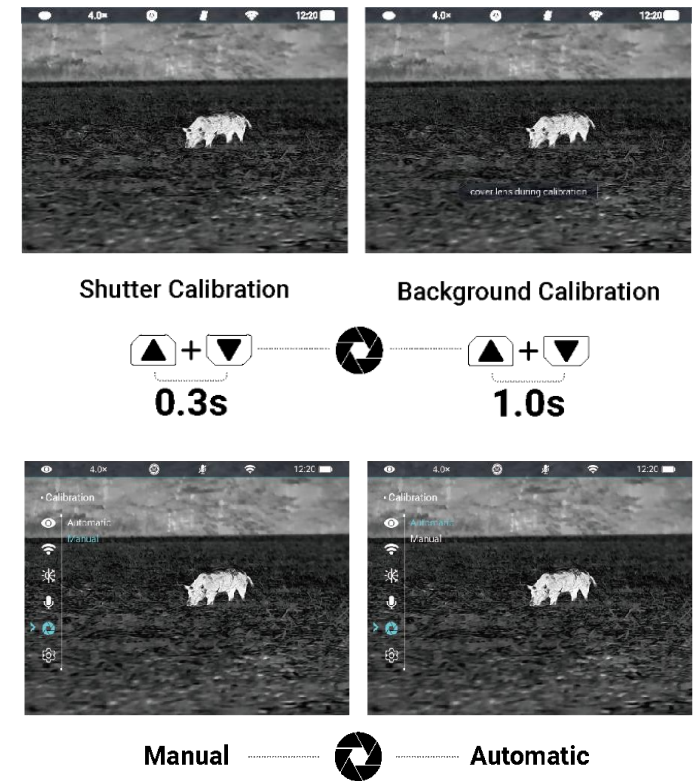 4.0× 12:20
4.0× 12:20
cover lens during calibration
Shutter Calibration
Background Calibration
+
+
0.3s
1.0s
4.0× 12:20
4.0× 12:20
Calibration
Calibration
Automatic
Automatic
Manual
Manual
Manual
Automatic